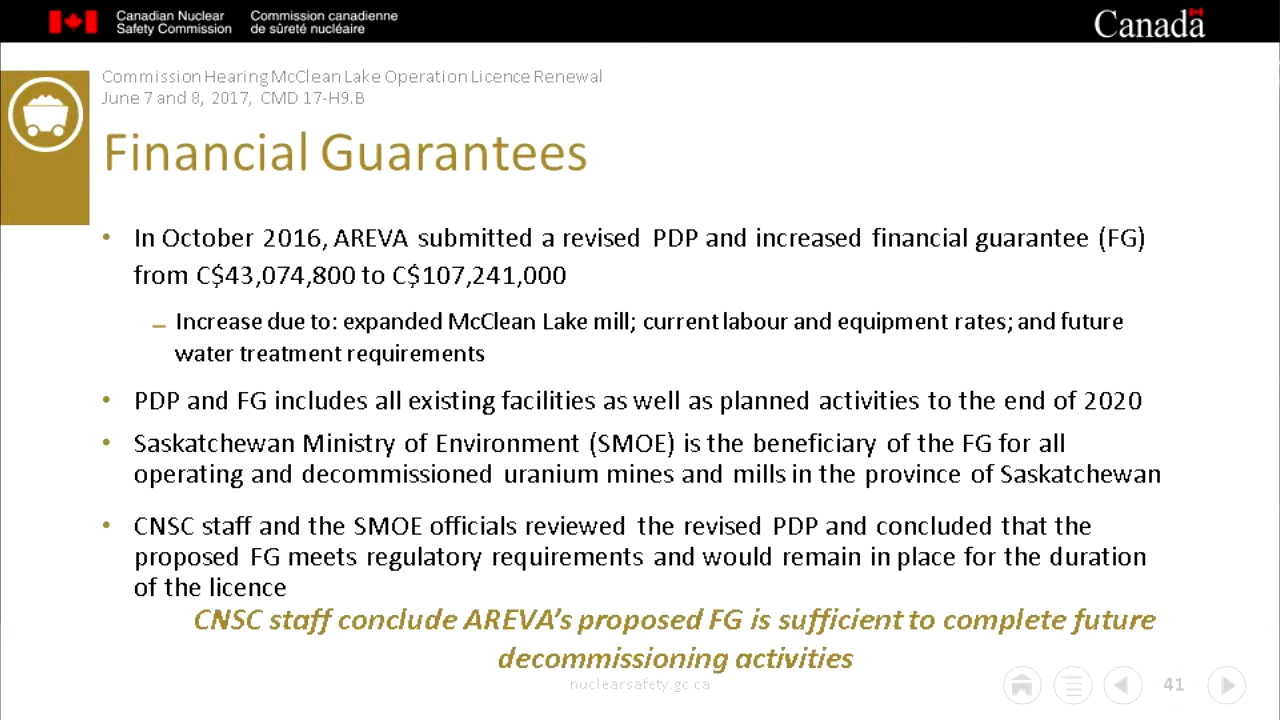 Canadian Nuclear
Safety Commission
Commission canadienne
de sûreté nucléaire
Canada
Commission Hearing McClean Lake Operation Licence Renewal
June 7 and 8, 2017, CMD 17-H9.B
Financial Guarantees
• In October 2016, AREVA submitted a revised PDP and increased financial guarantee (FG)
from C$43,074,800 to C$107,241,000
– Increase due to: expanded McClean Lake mill; current labour and equipment rates; and future
water treatment requirements
• PDP and FG includes all existing facilities as well as planned activities to the end of 2020
• Saskatchewan Ministry of Environment (SMOE) is the beneficiary of the FG for all
operating and decommissioned uranium mines and mills in the province of Saskatchewan
• CNSC staff and the SMOE officials reviewed the revised PDP and concluded that the
proposed FG meets regulatory requirements and would remain in place for the duration
of the licence
CNSC staff conclude AREVA's proposed FG is sufficient to complete future
decommissioning activities
nuclearsafety.gc.ca
41